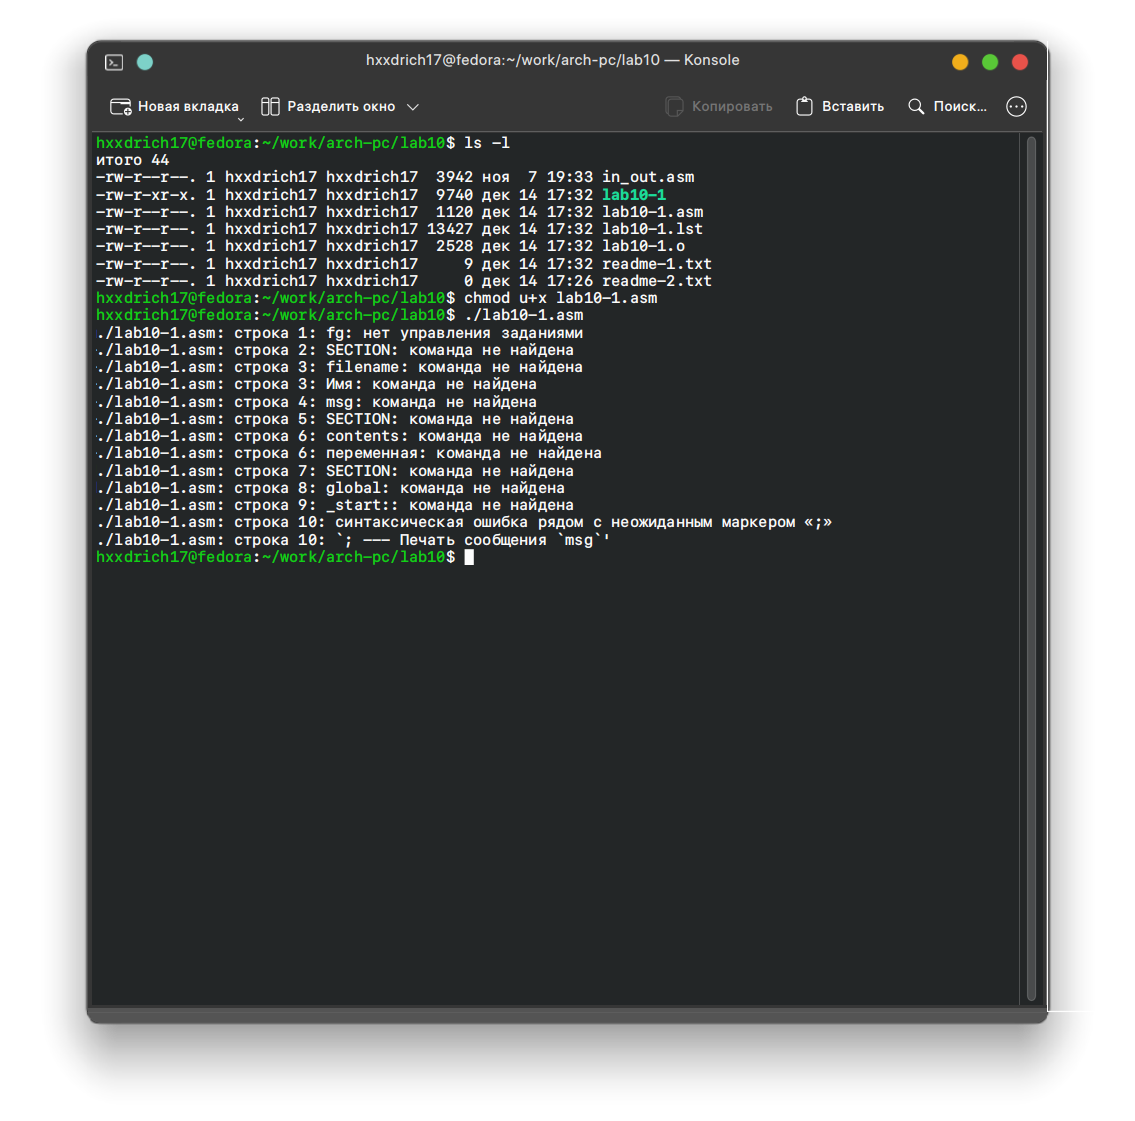 hxxdrich17@fedora:~/work/arch-pc/lab10 — Konsole
Новая вкладка Разделить окно Копировать Вставить Поиск...
hxxdrich17@fedora:~/work/arch-pc/lab10$ ls -l
итого 44
-rw-r--r--. 1 hxxdrich17 hxxdrich17  3942 ноя  7 19:33 in_out.asm
-rw-r-xr-x. 1 hxxdrich17 hxxdrich17  9740 дек 14 17:32 lab10-1
-rw-r--r--. 1 hxxdrich17 hxxdrich17  1120 дек 14 17:32 lab10-1.asm
-rw-r--r--. 1 hxxdrich17 hxxdrich17 13427 дек 14 17:32 lab10-1.lst
-rw-r--r--. 1 hxxdrich17 hxxdrich17  2528 дек 14 17:32 lab10-1.o
-rw-r--r--. 1 hxxdrich17 hxxdrich17     9 дек 14 17:32 readme-1.txt
-rw-r--r--. 1 hxxdrich17 hxxdrich17     0 дек 14 17:26 readme-2.txt
hxxdrich17@fedora:~/work/arch-pc/lab10$ chmod u+x lab10-1.asm
hxxdrich17@fedora:~/work/arch-pc/lab10$ ./lab10-1.asm
./lab10-1.asm: строка 1: fg: нет управления заданиями
./lab10-1.asm: строка 2: SECTION: команда не найдена
./lab10-1.asm: строка 3: filename: команда не найдена
./lab10-1.asm: строка 3: Имя: команда не найдена
./lab10-1.asm: строка 4: msg: команда не найдена
./lab10-1.asm: строка 5: SECTION: команда не найдена
./lab10-1.asm: строка 6: contents: команда не найдена
./lab10-1.asm: строка 6: переменная: команда не найдена
./lab10-1.asm: строка 7: SECTION: команда не найдена
./lab10-1.asm: строка 8: global: команда не найдена
./lab10-1.asm: строка 9: _start:: команда не найдена
./lab10-1.asm: строка 10: синтаксическая ошибка рядом с неожиданным маркером «;»
./lab10-1.asm: строка 10: `; --- Печать сообщения `msg`'
hxxdrich17@fedora:~/work/arch-pc/lab10$